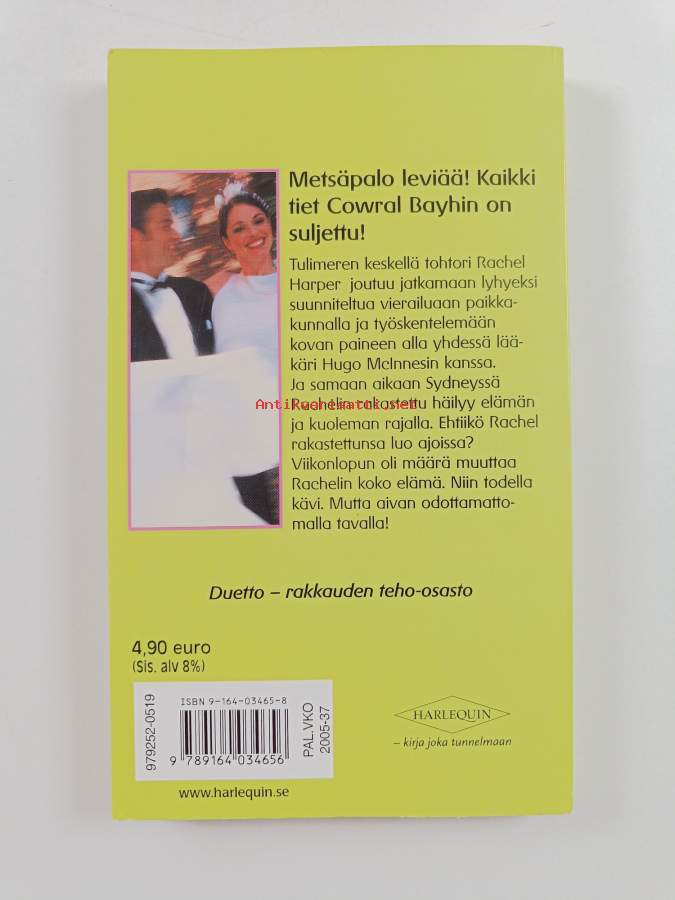 Metsäpalo leviää! Kaikki
tiet Cowral Bayhin on
suljettu!
Tulimeren keskellä tohtori Rachel
Harper joutuu jatkamaan lyhyeksi
suunniteltua vierailuaan paikka-
kunnalla ja työskentelemään
kovan paineen alla yhdessä lää-
käri Hugo McInnesin kanssa.
Ja samaan aikaan Sydneyssä
Rachelin rakastettu häilyy elämän
ja kuoleman rajalla. Ehtiikö Rachel
rakastettunsa luo ajoissa?
Viikonlopun oli määrä muuttaa
Rachelin koko elämä. Niin todella
kävi. Mutta aivan odottamatto-
malla tavalla!
Antikvariaatti.net
Duetto – rakkauden teho-osasto
4,90 euro
(Sis. alv 8%)
979252-0519
ISBN 9-164-03465-8
9 789164 034656
PAL.VKO
2005-37
www.harlequin.se
HARLEQUIN
– kirja joka tunnelmaan